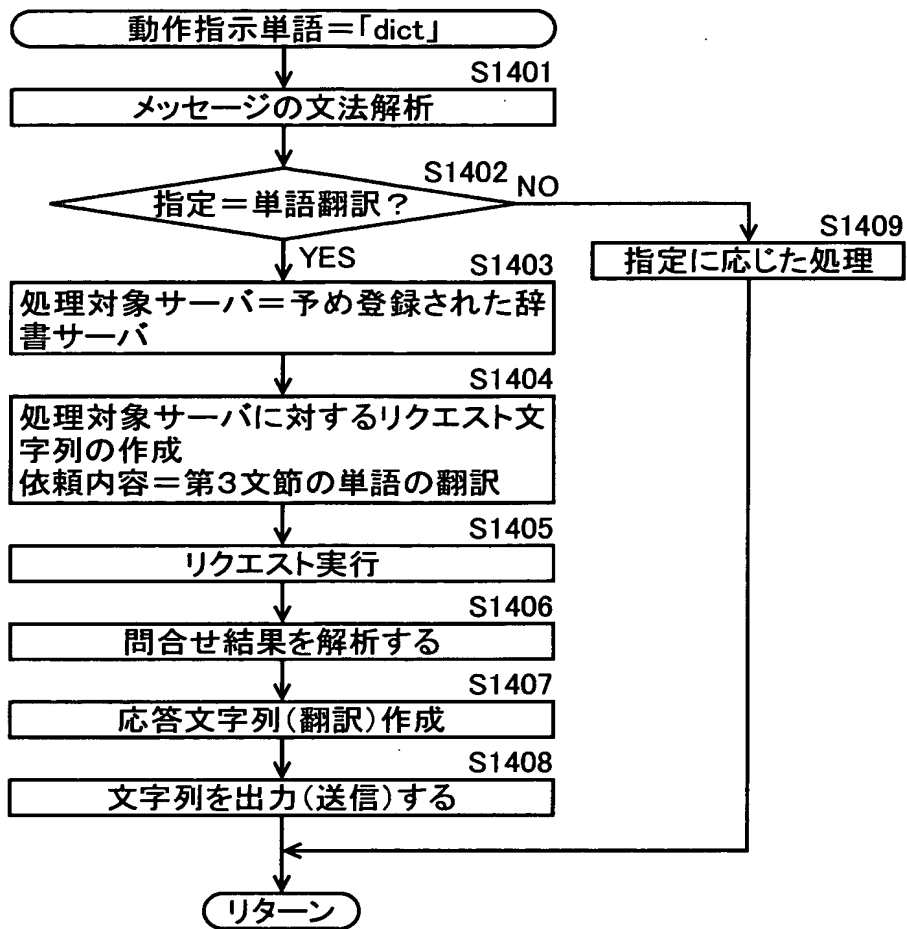 動作指示単語=「dict」
S1401
メッセージの文法解析
S1402
指定=単語翻訳?
NO
YES
S1409
指定に応じた処理
S1403
処理対象サーバ=予め登録された辞
書サーバ
S1404
処理対象サーバに対するリクエスト文
字列の作成
依頼内容=第3文節の単語の翻訳
S1405
リクエスト実行
S1406
問合せ結果を解析する
S1407
応答文字列(翻訳)作成
S1408
文字列を出力(送信)する
リターン